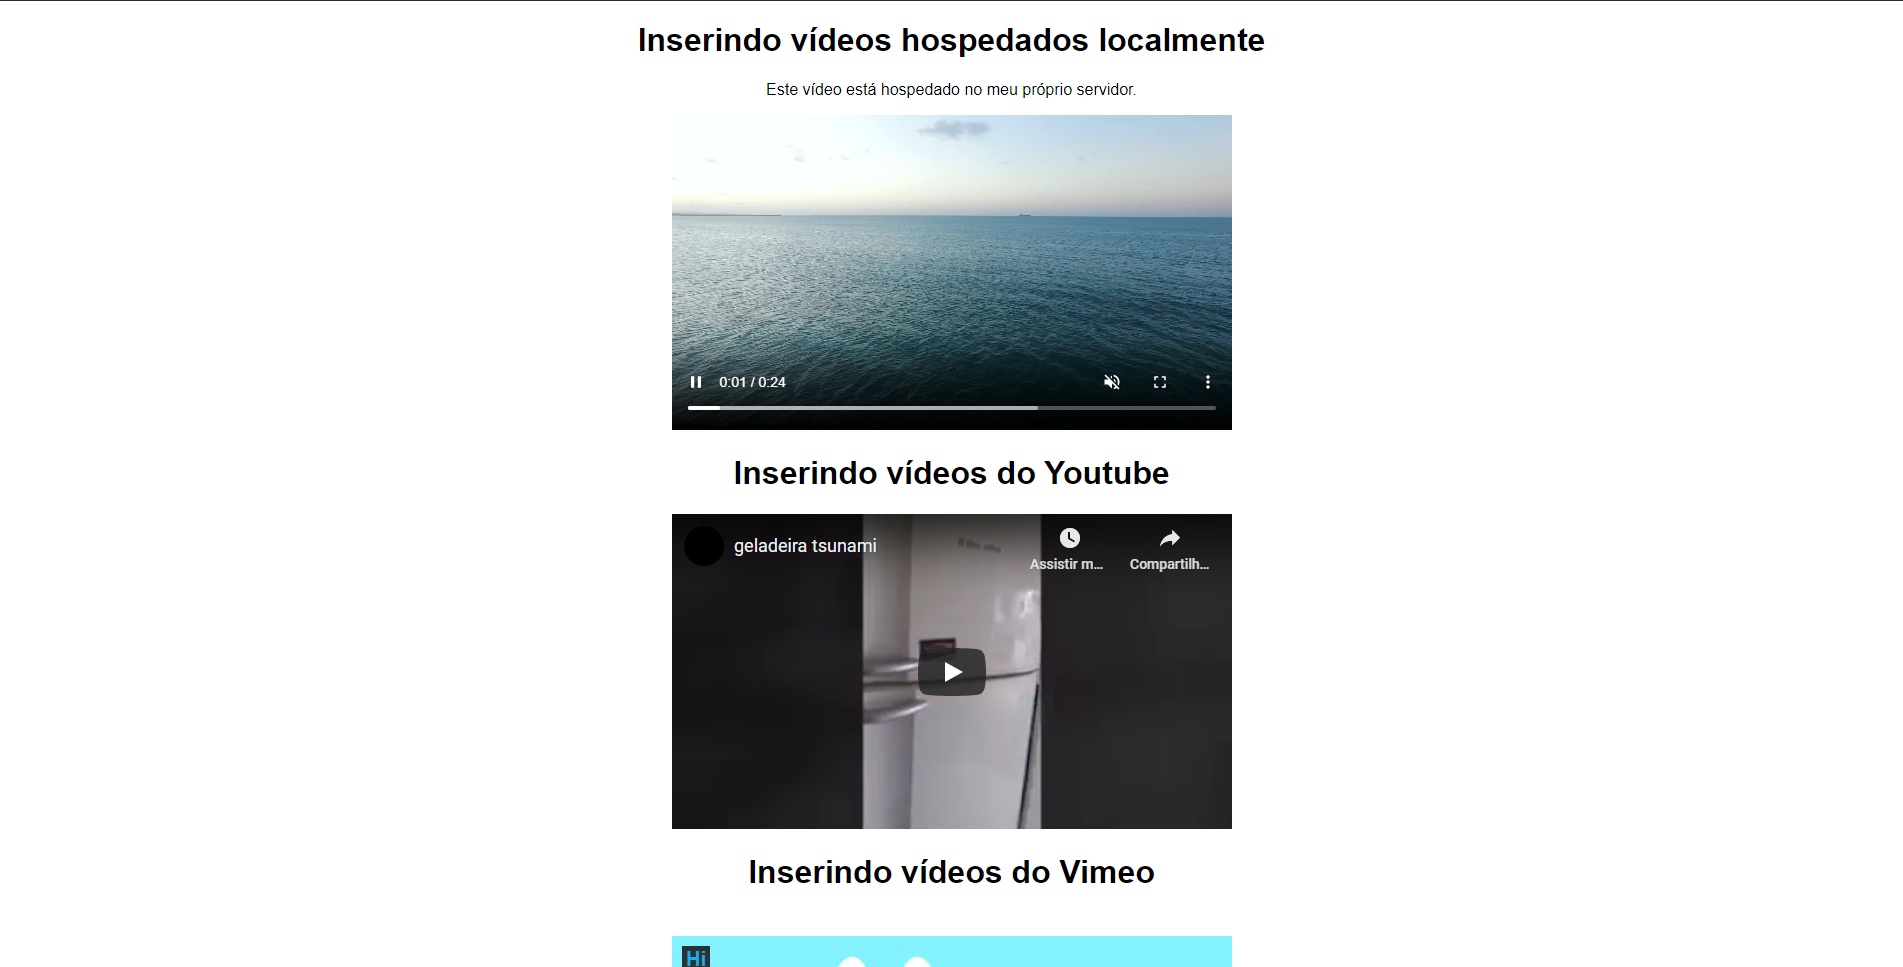 Inserindo vídeos hospedados localmente
Este vídeo está hospedado no meu próprio servidor.
0:01 / 0:24
Inserindo vídeos do Youtube
geladeira tsunami
Assistir m...
Compartilh...
Inserindo vídeos do Vimeo
Hi